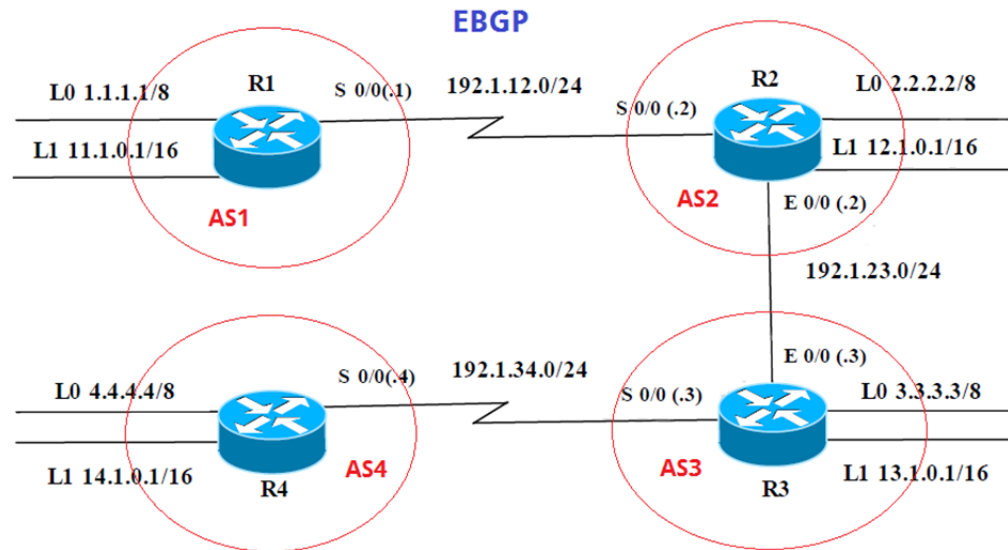 EBGP
L0 1.1.1.1/8
R1
S 0/0(.1)
192.1.12.0/24
S 0/0 (.2)
R2
L0 2.2.2.2/8
L1 11.1.0.1/16
L1 12.1.0.1/16
AS1
AS2
E 0/0 (.2)
192.1.23.0/24
L0 4.4.4.4/8
S 0/0(.4)
192.1.34.0/24
S 0/0 (.3)
E 0/0 (.3)
L0 3.3.3.3/8
L1 14.1.0.1/16
R4
AS4
AS3
R3
L1 13.1.0.1/16